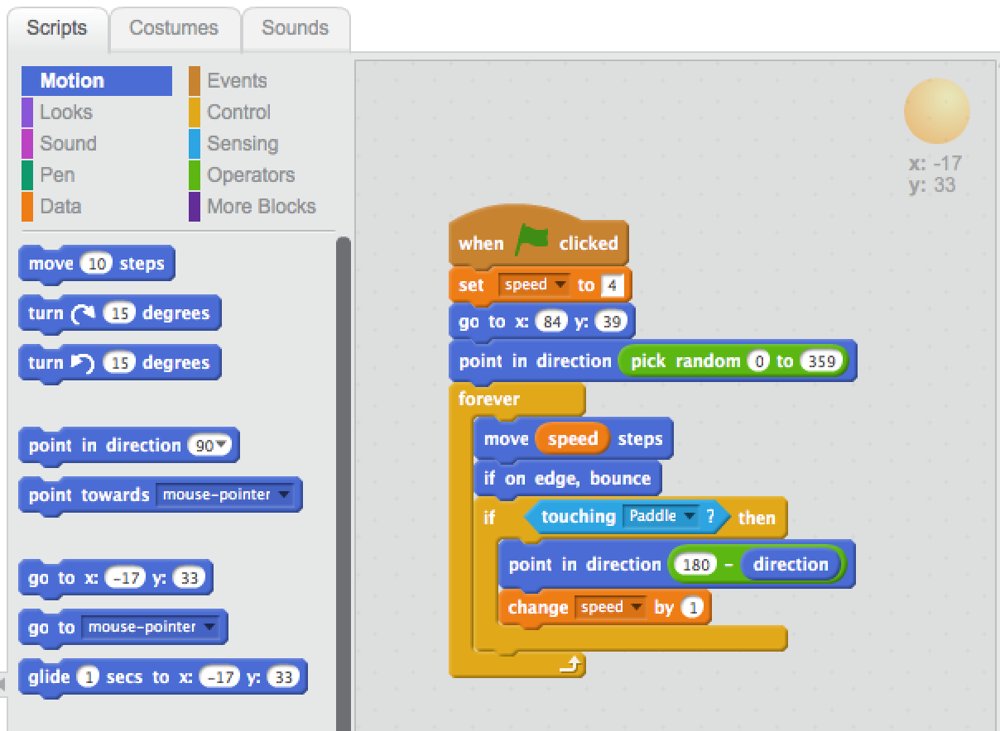 Scripts Costumes Sounds
Motion Events
Looks Control
Sound Sensing
Pen Operators
Data More Blocks
move 10 steps
turn 15 degrees
turn 15 degrees
point in direction 90
point towards mouse-pointer
go to x: -17 y: 33
go to mouse-pointer
glide 1 secs to x: -17 y: 33
x: -17
y: 33
when clicked
set speed to 4
go to x: 84 y: 39
point in direction pick random 0 to 359
forever
move speed steps
if on edge, bounce
if touching Paddle ? then
point in direction 180 - direction
change speed by 1